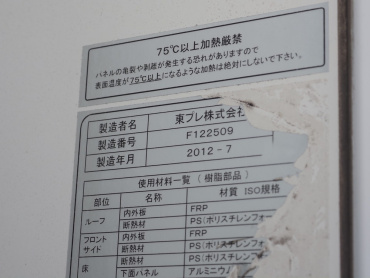 75℃以上加熱厳禁
パネルの亀裂や剥離が発生する恐れがありますので
表面温度が75℃以上になるような加熱は絶対にしないで下さい。
製造者名 東プレ株式会社
製造番号 F122509
製造年月 2012-7
使用材料一覧(樹脂部品)
部位 名称 材質 ISO規格
ルーフ 内外板 FRP
断熱材 PS(ポリスチレンフォー
フロント サイド 内外板 FRP
断熱材 PS(ポリスチレンフォー
床 断熱材 PS(ポリスチレンフ
下面パネル アルミニウム